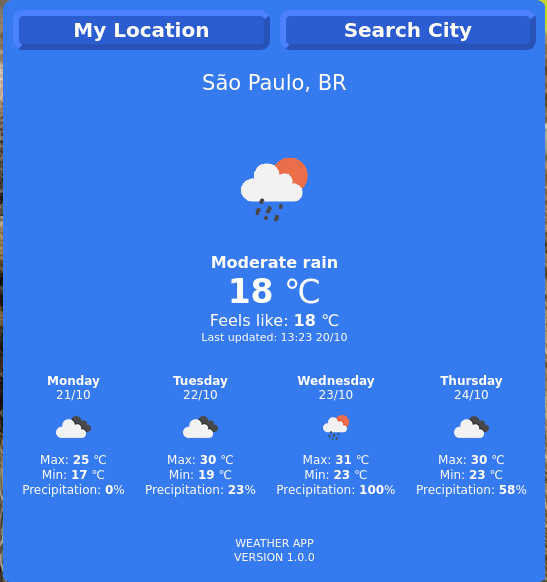 My Location
Search City
São Paulo, BR
Moderate rain
18 °C
Feels like: 18 °C
Last updated: 13:23 20/10
Monday
21/10
Max: 25 °C
Min: 17 °C
Precipitation: 0%
Tuesday
22/10
Max: 30 °C
Min: 19 °C
Precipitation: 23%
Wednesday
23/10
Max: 31 °C
Min: 23 °C
Precipitation: 100%
Thursday
24/10
Max: 30 °C
Min: 23 °C
Precipitation: 58%
WEATHER APP
VERSION 1.0.0